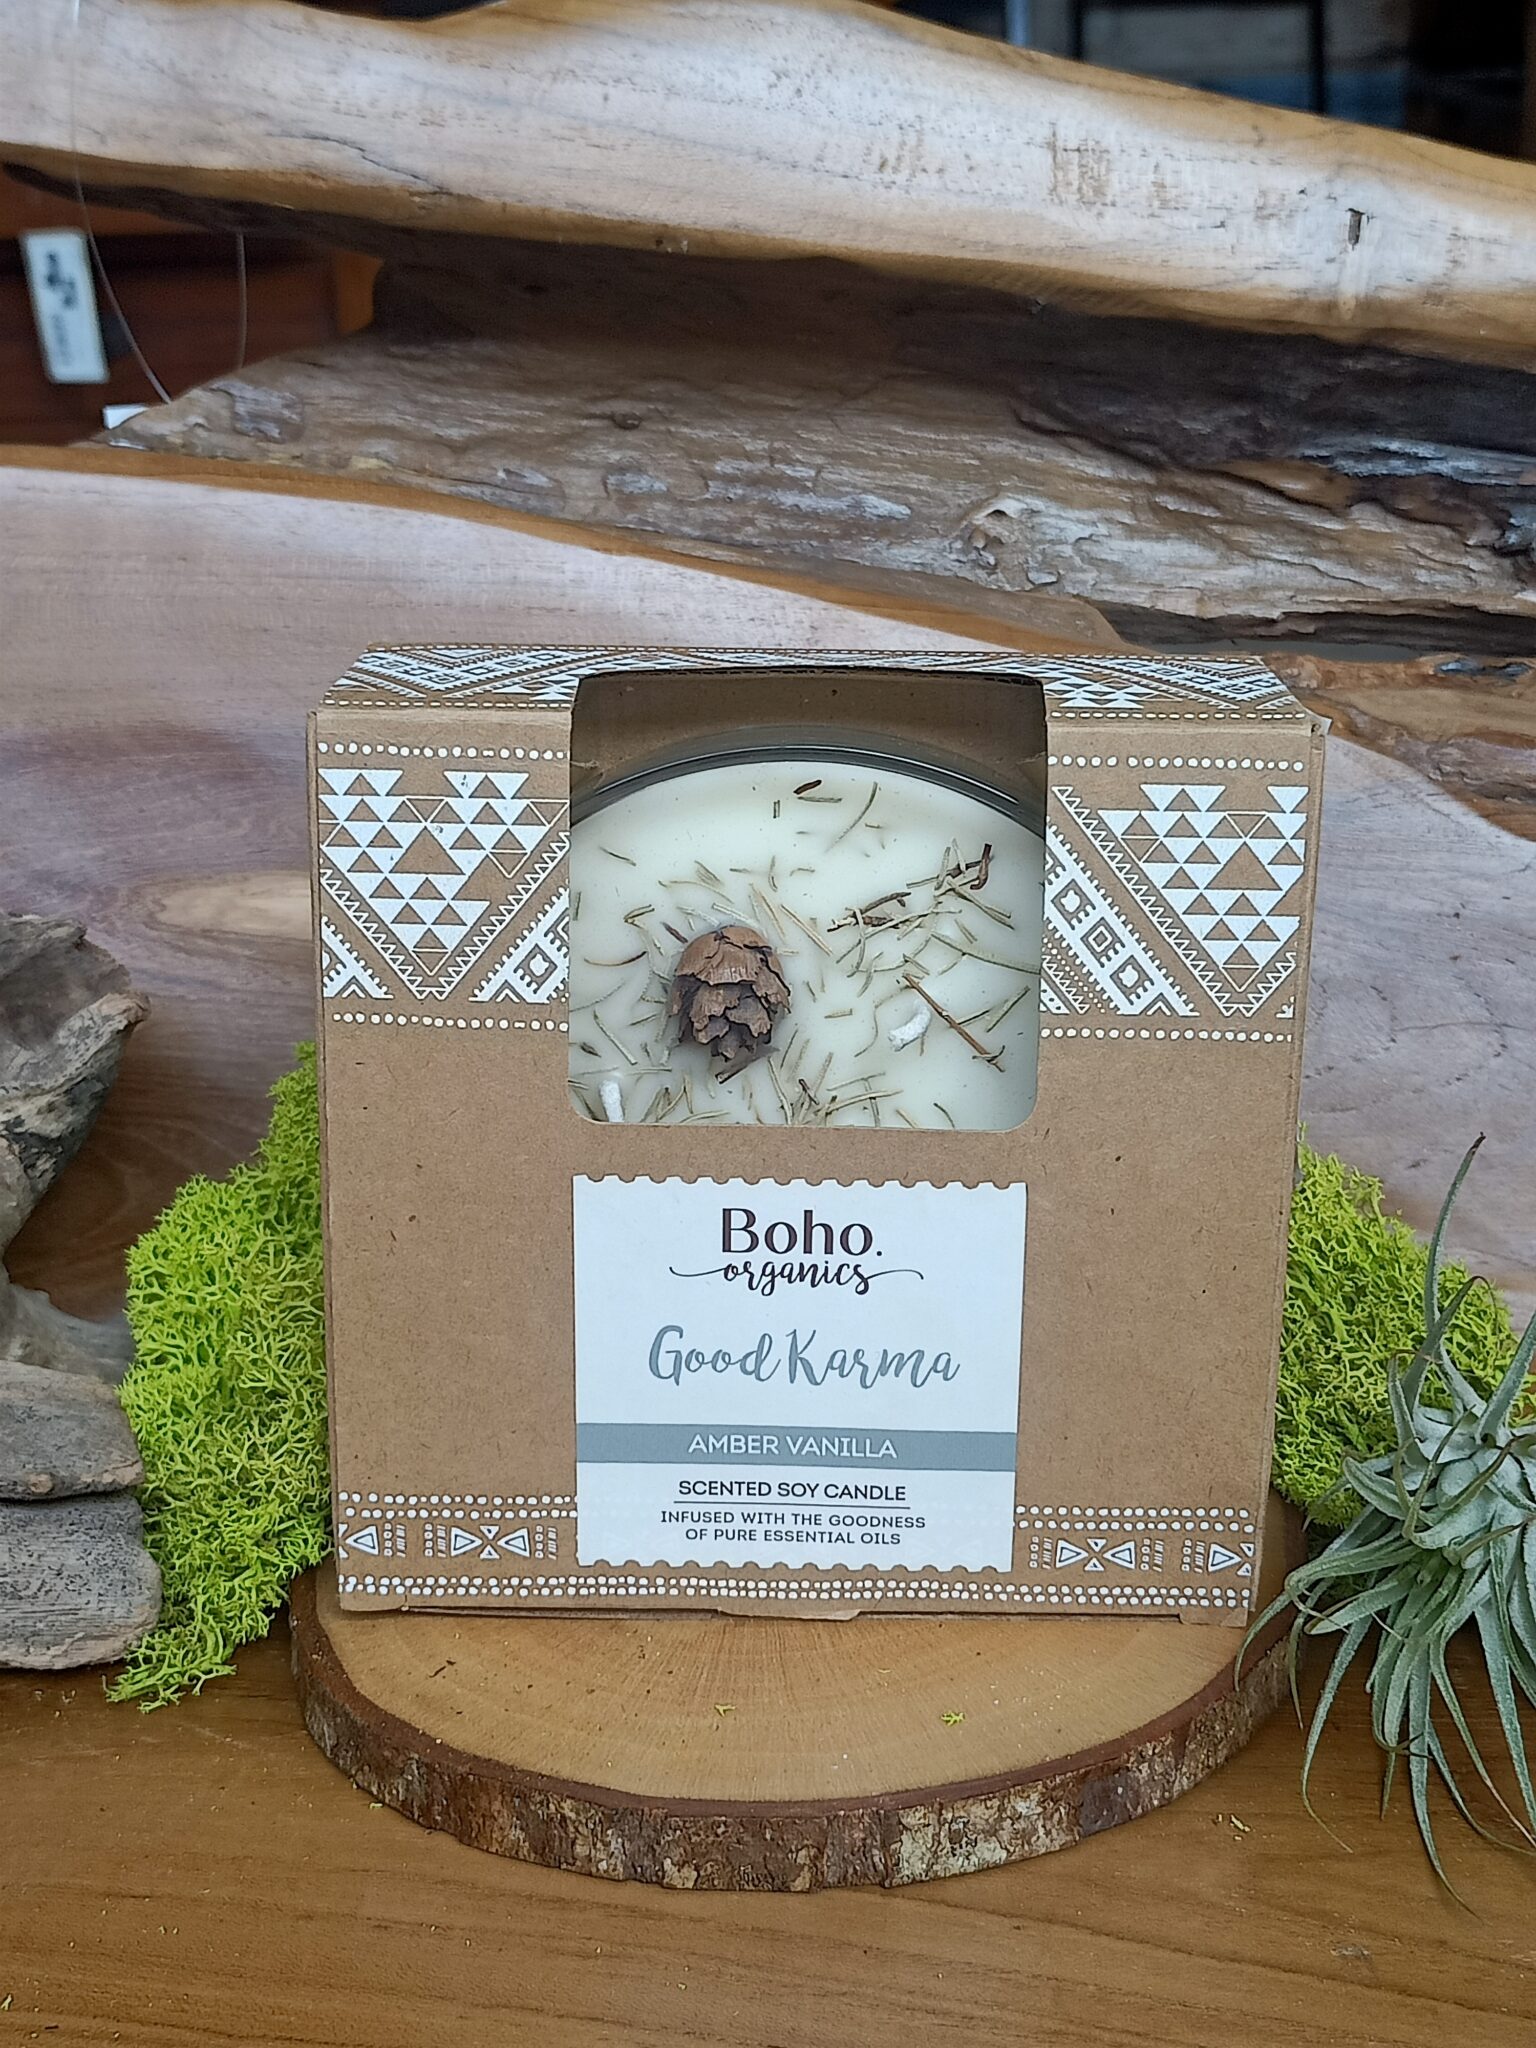 Boho.
organics
Good Karma
AMBER VANILLA
SCENTED SOY CANDLE
INFUSED WITH THE GOODNESS
OF PURE ESSENTIAL OILS